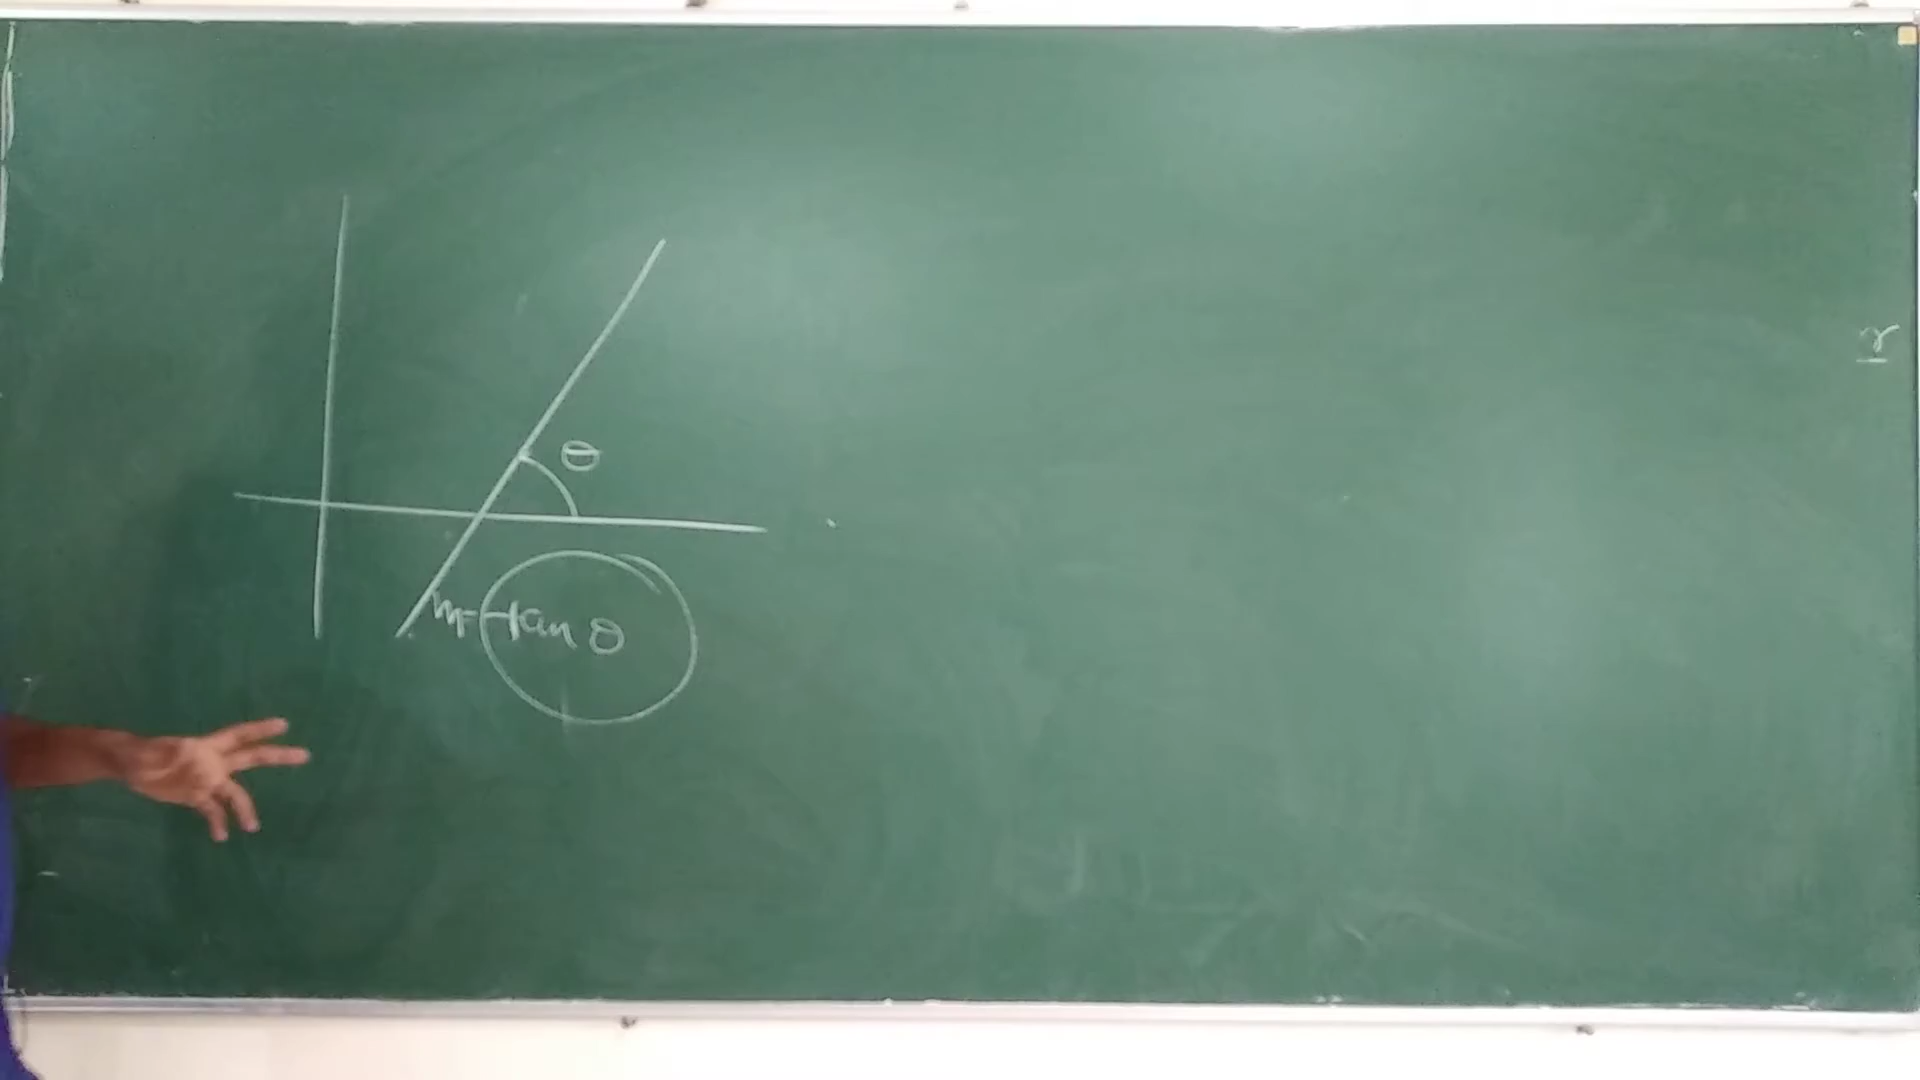 θ
m = tan θ